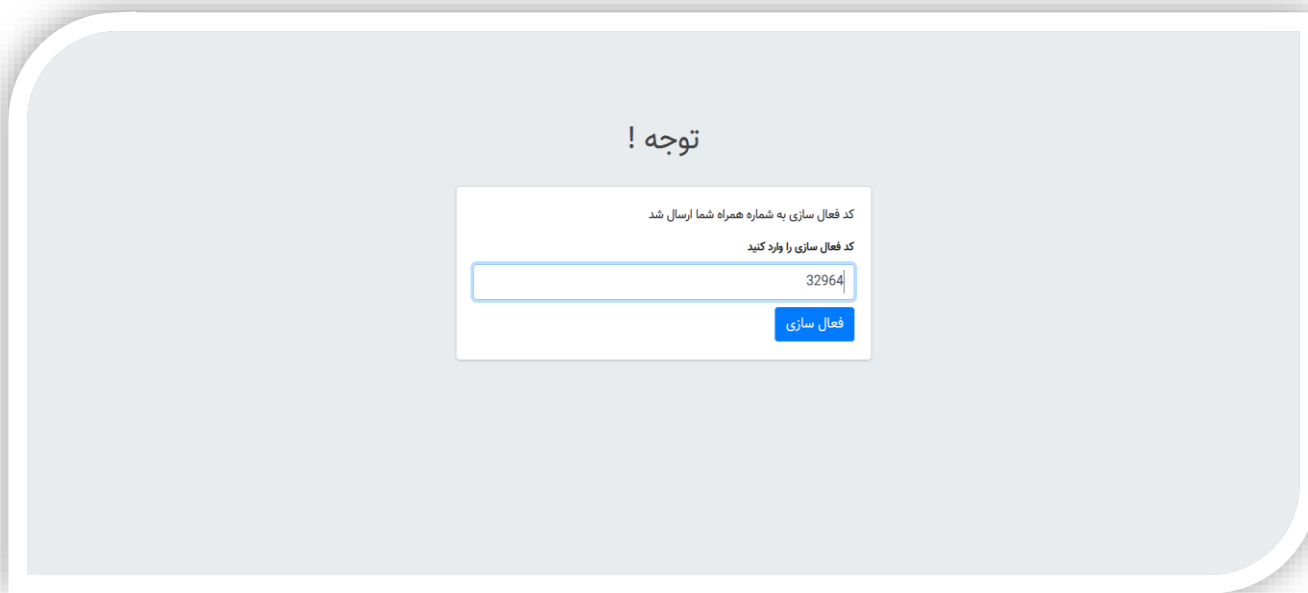 توجه !
کد فعال سازی به شماره همراه شما ارسال شد
کد فعال سازی را وارد کنید
32964
فعال سازی